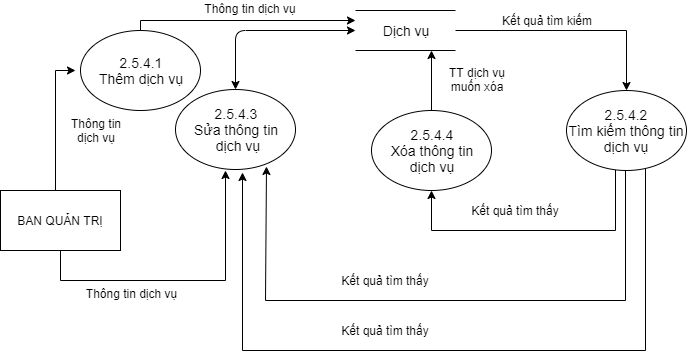 Thông tin dịch vụ
Dịch vụ
Kết quả tìm kiếm
2.5.4.1
Thêm dịch vụ
TT dịch vụ
muốn xóa
Thông tin
dịch vụ
2.5.4.3
Sửa thông tin
dịch vụ
2.5.4.4
Xóa thông tin
dịch vụ
2.5.4.2
Tìm kiếm thông tin
dịch vụ
BAN QUẢN TRỊ
Kết quả tìm thấy
Thông tin dịch vụ
Kết quả tìm thấy
Kết quả tìm thấy